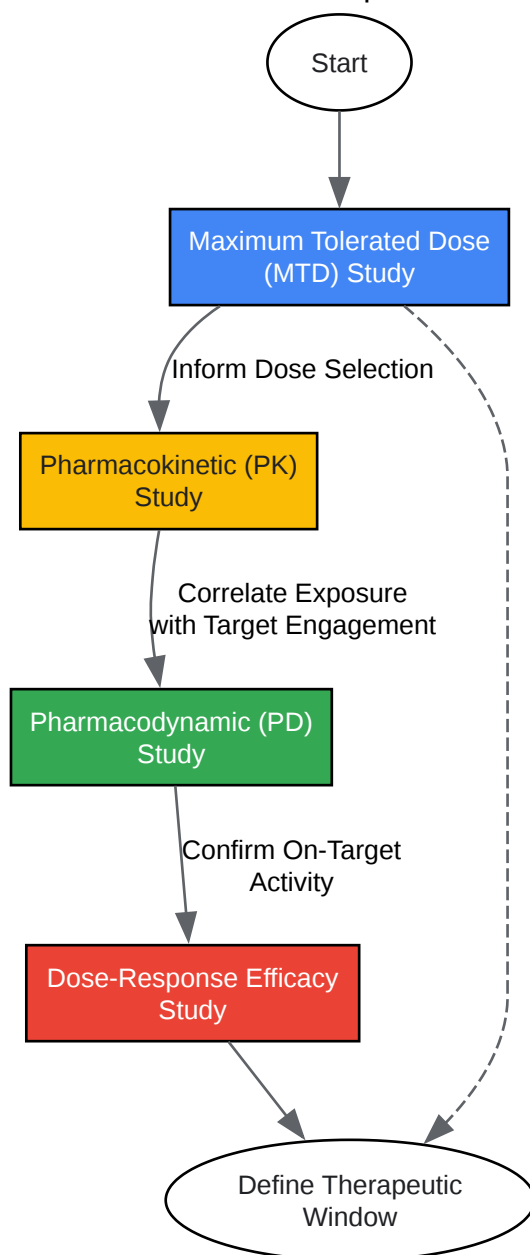 Start
Maximum Tolerated Dose
(MTD) Study
Inform Dose Selection
Pharmacokinetic (PK)
Study
Correlate Exposure
with Target Engagement
Pharmacodynamic (PD)
Study
Confirm On-Target
Activity
Dose-Response Efficacy
Study
Define Therapeutic
Window